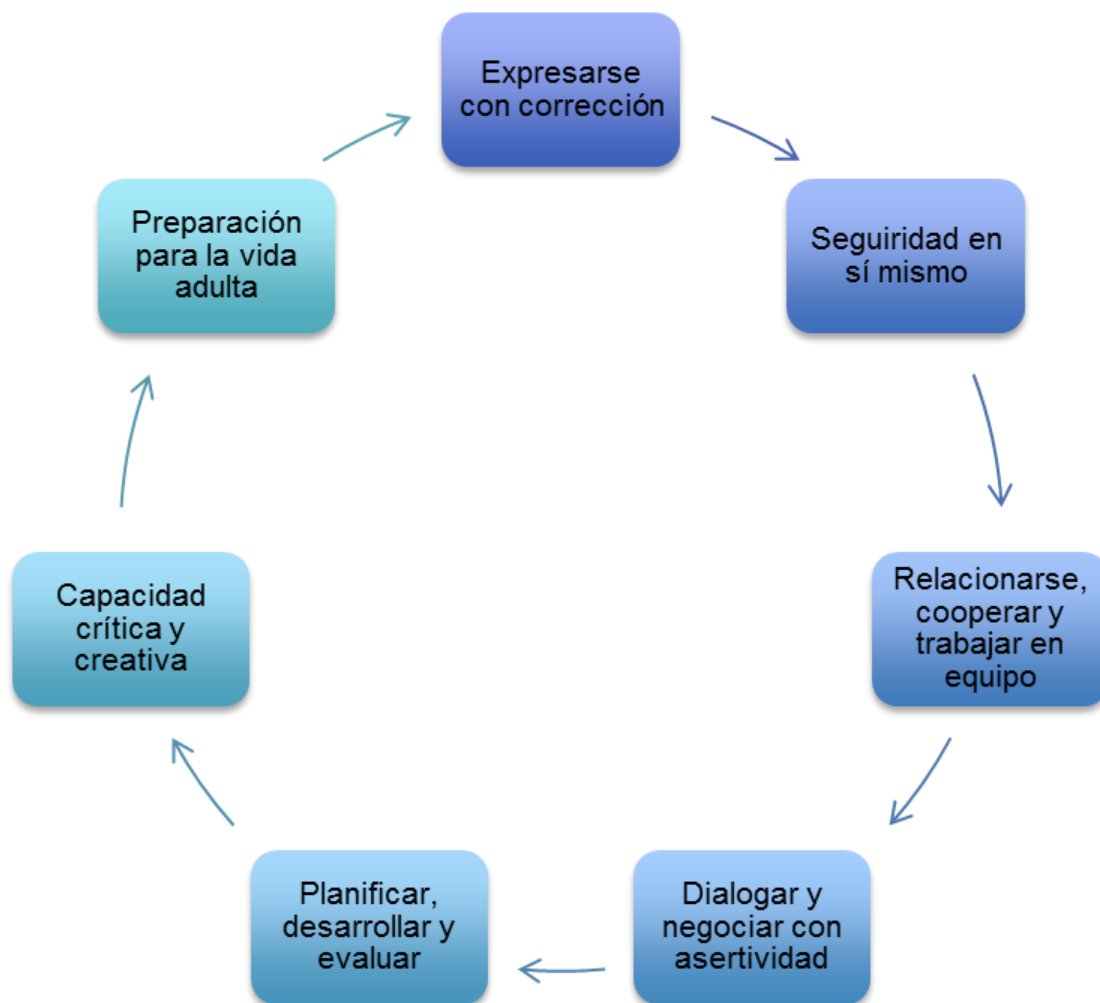 Expresarse
con corrección
Seguiridad en
sí mismo
Relacionarse,
cooperar y
trabajar en
equipo
Dialogar y
negociar con
asertividad
Planificar,
desarrollar y
evaluar
Capacidad
crítica y
creativa
Preparación
para la vida
adulta